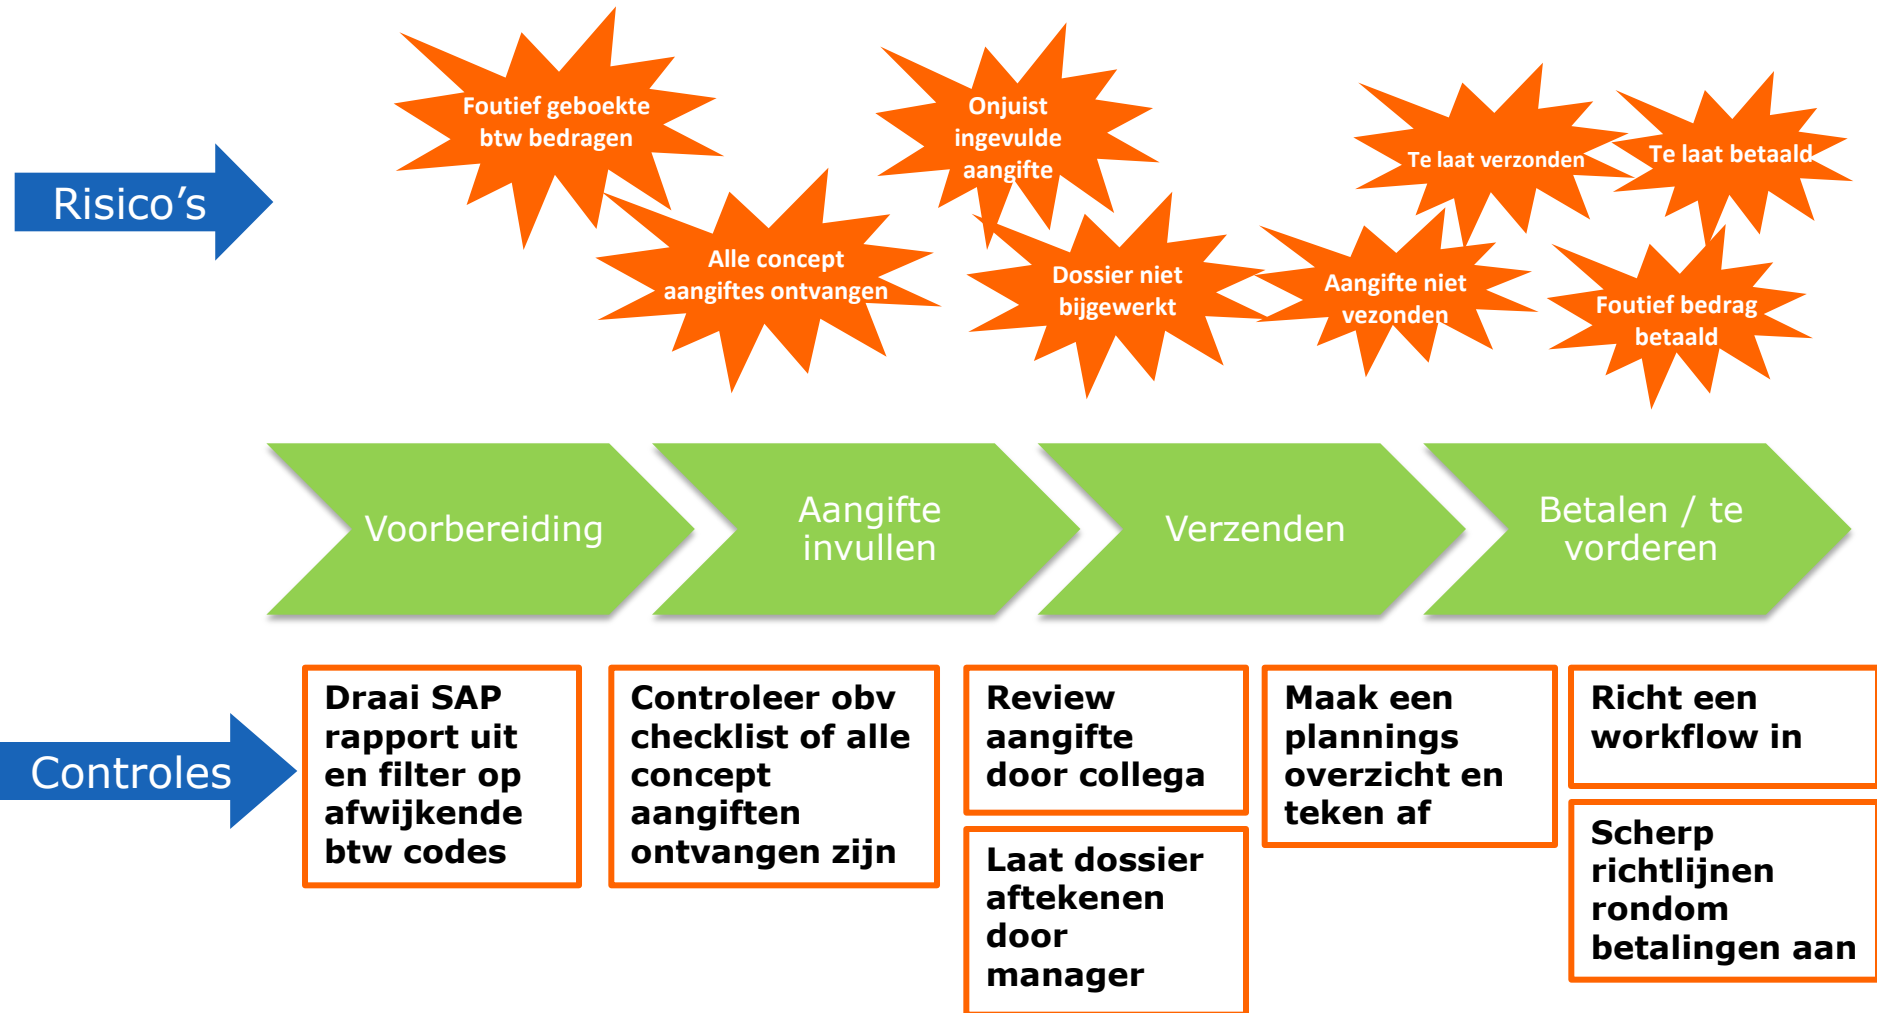 Foutief geboekte
btw bedragen
Onjuist
ingevulde
aangifte
Te laat verzonden
Te laat betaald
Risico’s
Alle concept
aangiftes ontvangen
Dossier niet
bijgewerkt
Aangifte niet
vezonden
Foutief bedrag
betaald
Voorbereiding
Aangifte
invullen
Verzenden
Betalen / te
vorderen
Controles
Draai SAP
rapport uit
en filter op
afwijkende
btw codes
Controleer obv
checklist of alle
concept
aangiften
ontvangen zijn
Review
aangifte
door collega
Laat dossier
aftekenen
door
manager
Maak een
plannings
overzicht en
teken af
Richt een
workflow in
Scherp
richtlijnen
rondom
betalingen aan